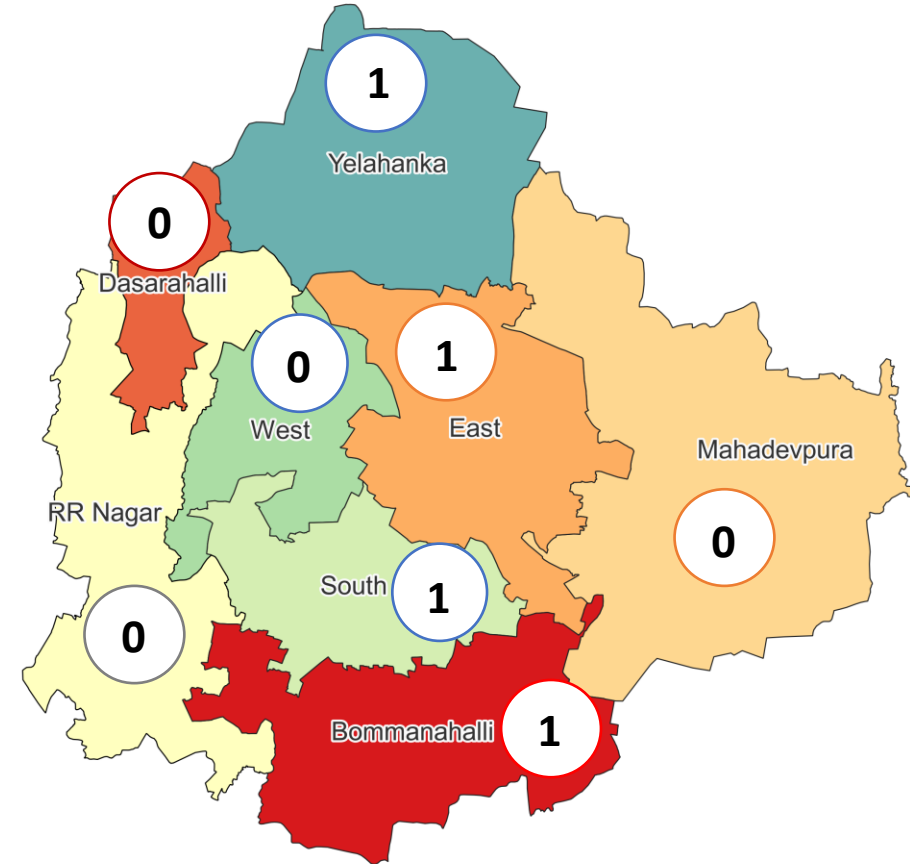 1
Yelahanka
0
Dasarahalli
0
West
1
East
Mahadevpura
0
RR Nagar
0
South
1
Bommanahalli
1